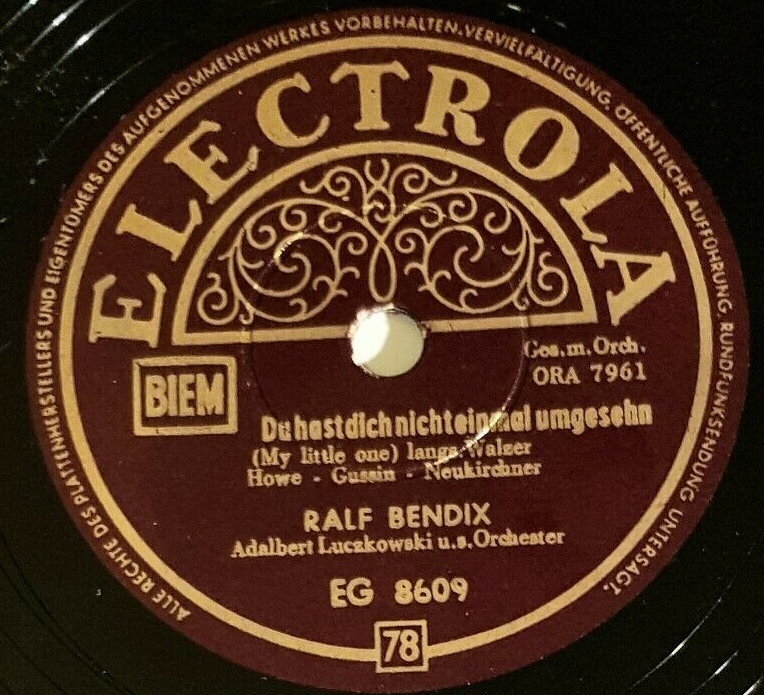 ALLE RECHTE DES PLATTENHERSTELLERS UND EIGENTÜMERS DES AUFGENOMMENEN WERKES VORBEHALTEN. VERVIELFÄLTIGUNG, ÖFFENTLICHE AUFFÜHRUNG, RUNDFUNKSENDUNG UNTERSAGT.
ELECTROLA
BIEM
Ges.m.Orch.
ORA 7961
Du hast dich nicht einmal umgesehn
(My little one) langs.Walzer
Howe - Gussin - Neukirchner
RALF BENDIX
Adalbert Luczkowski u.s.Orchester
EG 8609
78